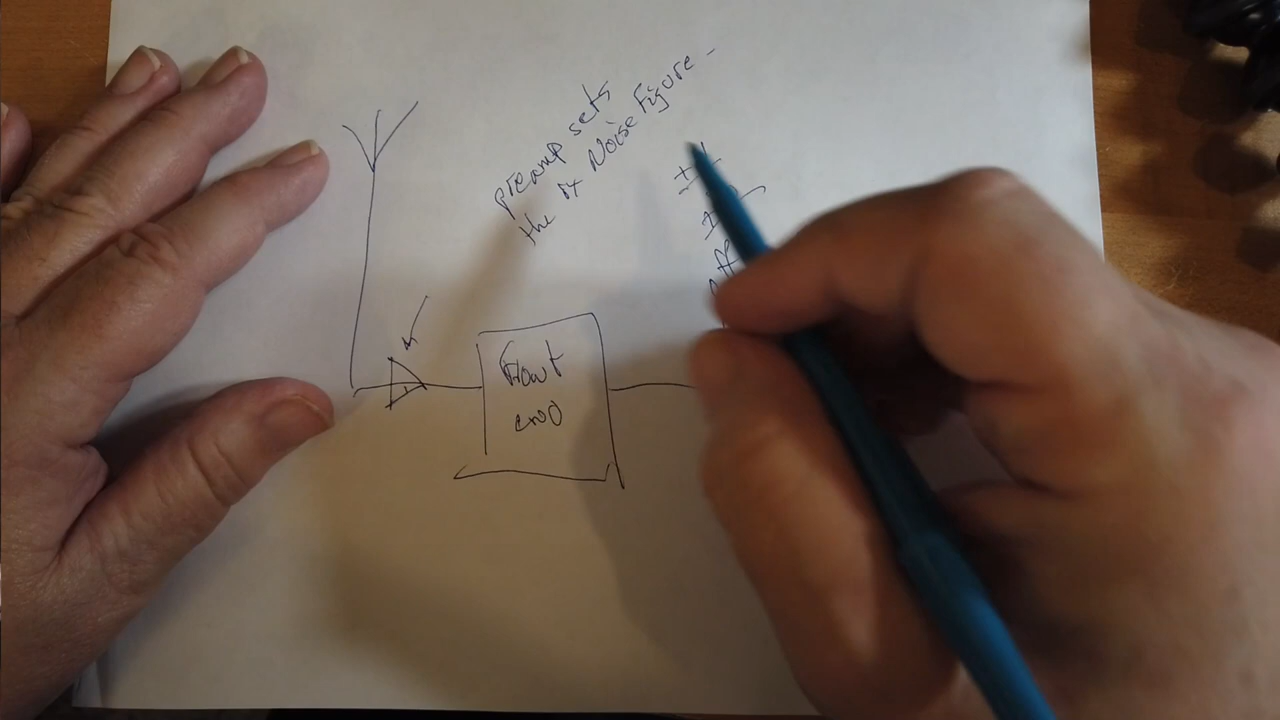 preamp sets
the rx Noise Figure -
Front
end